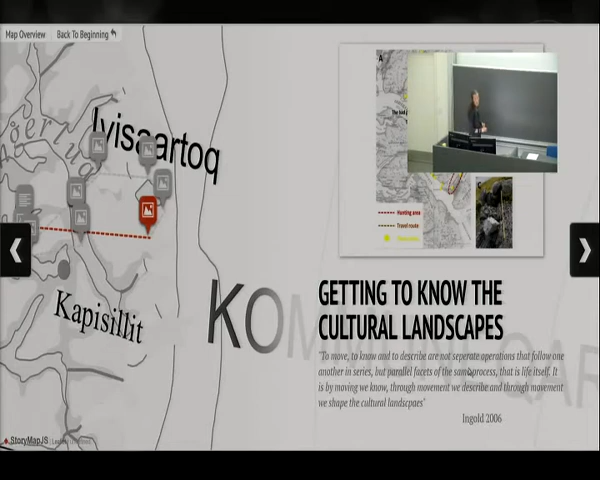 Map Overview
Back To Beginning
A
Ivisaartoq
Hunting area
Travel route
Kapisillit
GETTING TO KNOW THE
CULTURAL LANDSCAPES
"To move, to know and to describe are not seperate operations that follow one
another in series, but parallel facets of the same process, that is life itself. It
is by moving we know, through movement we describe and through movement
we shape the cultural landcspaes"
Ingold 2006
StoryMapJS